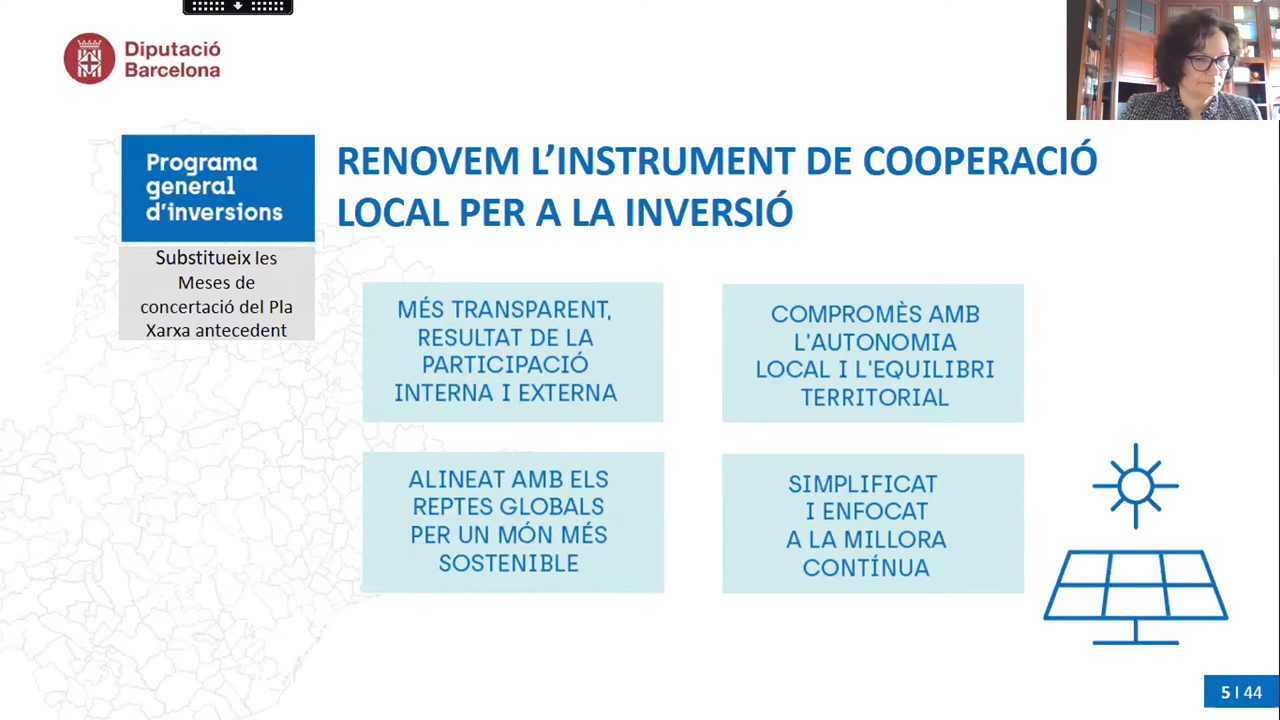 Diputació
Barcelona
Programa
general
d'inversions
Substitueix les
Meses de
concertació del Pla
Xarxa antecedent
RENOVEM L’INSTRUMENT DE COOPERACIÓ
LOCAL PER A LA INVERSIÓ
MÉS TRANSPARENT,
RESULTAT DE LA
PARTICIPACIÓ
INTERNA I EXTERNA
COMPROMÈS AMB
L'AUTONOMIA
LOCAL I L'EQUILIBRI
TERRITORIAL
ALINEAT AMB ELS
REPTES GLOBALS
PER UN MÓN MÉS
SOSTENIBLE
SIMPLIFICAT
I ENFOCAT
A LA MILLORA
CONTÍNUA
5 I 44